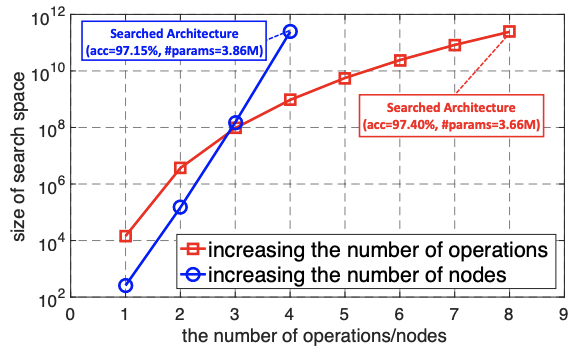 10^12
10^10
10^8
10^6
10^4
10^2
size of search space
Searched Architecture
(acc=97.15%, #params=3.86M)
Searched Architecture
(acc=97.40%, #params=3.66M)
increasing the number of operations
increasing the number of nodes
0 1 2 3 4 5 6 7 8 9
the number of operations/nodes